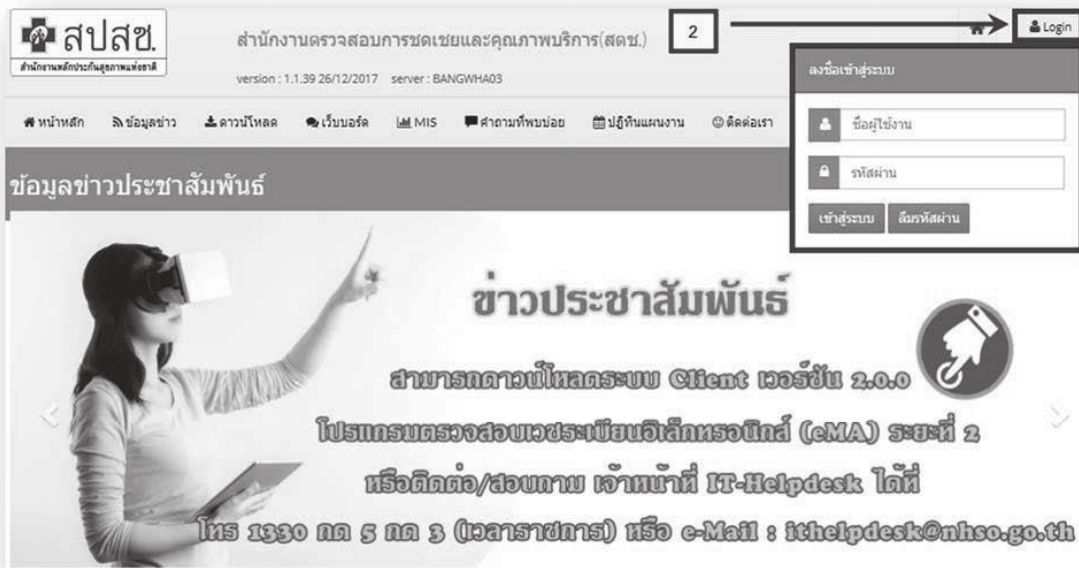 สปสช.
สำนักงานหลักประกันสุขภาพแห่งชาติ
สำนักงานตรวจสอบการชดเชยและคุณภาพบริการ(สตช.)
version : 1.1.39 26/12/2017 server : BANGWHA03
2
Login
ลงชื่อเข้าสู่ระบบ
ชื่อผู้ใช้งาน
รหัสผ่าน
เข้าสู่ระบบ ลืมรหัสผ่าน
หน้าหลัก ข้อมูลข่าว ดาวน์โหลด เว็บบอร์ด MIS คำถามที่พบบ่อย ปฏิทินแผนงาน ติดต่อเรา
ข้อมูลข่าวประชาสัมพันธ์
ข่าวประชาสัมพันธ์
สามารถดาวน์โหลดระบบ Client เวอร์ชัน 2.0.0
โปรแกรมตรวจสอบเวชระเบียนอิเล็กทรอนิกส์ (eMA) ระยะที่ 2
หรือติดต่อ/สอบถาม เจ้าหน้าที่ IT-Helpdesk ได้ที่
โทร 1330 กด 5 กด 3 (เวลาราชการ) หรือ e-Mail : ithelpdesk@nhso.go.th